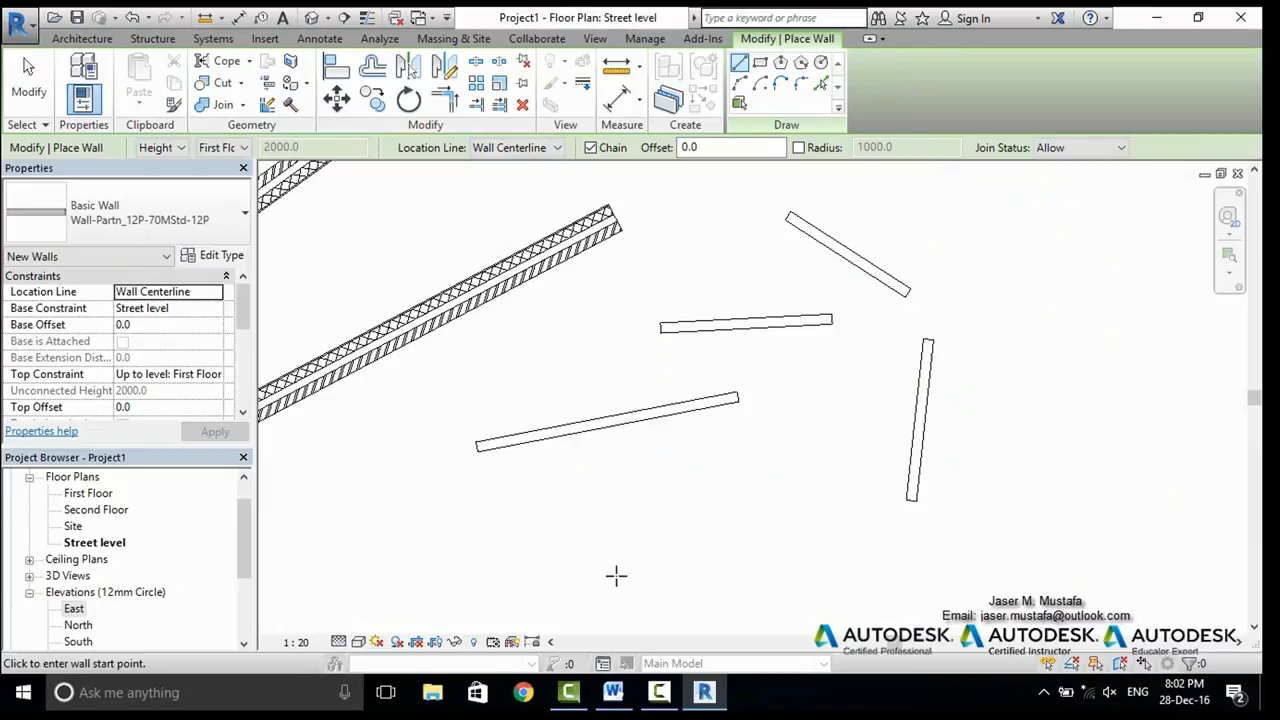 Project1 - Floor Plan: Street level
Type a keyword or phrase
Sign In
Architecture
Structure
Systems
Insert
Annotate
Analyze
Massing & Site
Collaborate
View
Manage
Add-Ins
Modify | Place Wall
Modify
Paste
Cope
Cut
Join
Select
Properties
Clipboard
Geometry
Modify
View
Measure
Create
Draw
Modify | Place Wall
Height
First Flc
2000.0
Location Line:
Wall Centerline
Chain
Offset:
0.0
Radius:
1000.0
Join Status:
Allow
Properties
Basic Wall
Wall-Partn_12P-70MStd-12P
New Walls
Edit Type
Constraints
Location Line
Wall Centerline
Base Constraint
Street level
Base Offset
0.0
Base is Attached
Base Extension Dist...
0.0
Top Constraint
Up to level: First Floor
Unconnected Height
2000.0
Top Offset
0.0
Properties help
Apply
Project Browser - Project1
Floor Plans
First Floor
Second Floor
Site
Street level
Ceiling Plans
3D Views
Elevations (12mm Circle)
East
North
South
2D
1 : 20
Jaser M. Mustafa
Email: jaser.mustafa@outlook.com
AUTODESK.
Certified Professional
AUTODESK.
Certified Instructor
AUTODESK.
Educator Expert
Click to enter wall start point.
:0
Main Model
:0
Ask me anything
ENG
8:02 PM
28-Dec-16
2